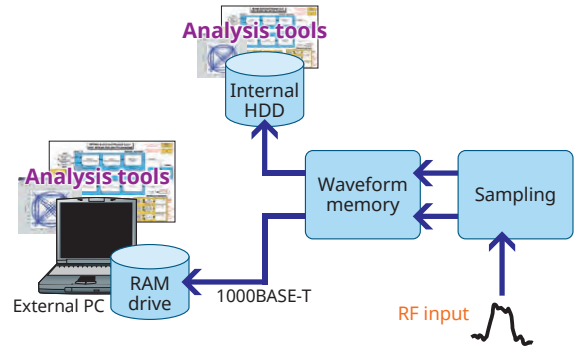 Analysis tools
Internal
HDD
Analysis tools
Waveform
memory
Sampling
RAM
drive
External PC
1000BASE-T
RF input